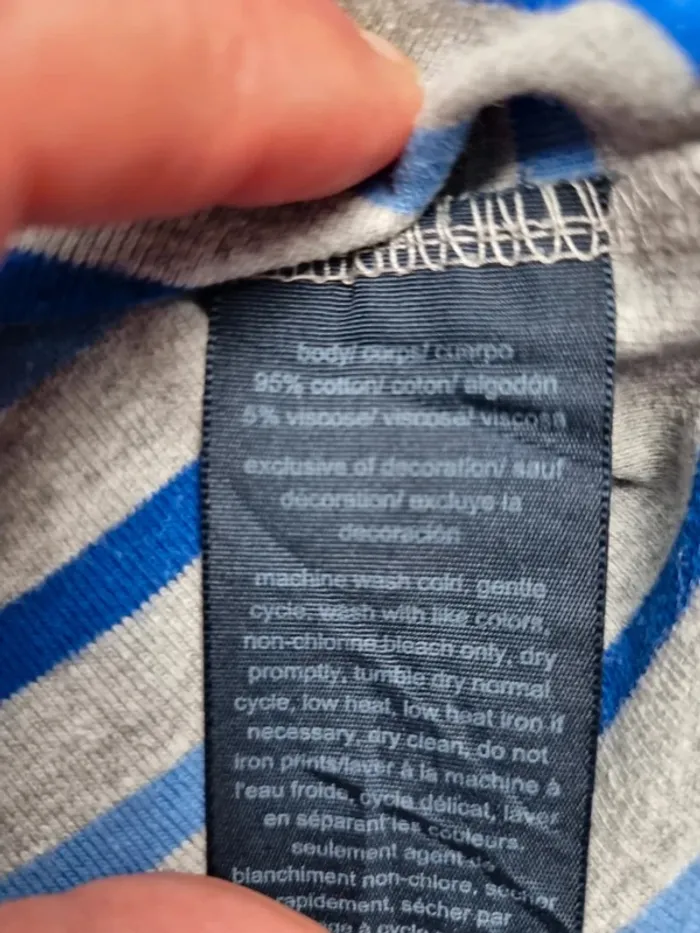 body/ corps/ cuerpo
95% cotton/ coton/ algodón
5% viscose/ viscose/ viscosa
exclusive of decoration/ sauf
décoration/ excluye la
decoración
machine wash cold, gentle
cycle, wash with like colors,
non-chlorine bleach only, dry
promptly, tumble dry normal
cycle, low heat, low heat iron if
necessary, dry clean, do not
iron prints/laver à la machine à
l'eau froide, cycle délicat, laver
en séparant les couleurs,
seulement agent de
blanchiment non-chlore, sécher
rapidement, sécher par
à cycle